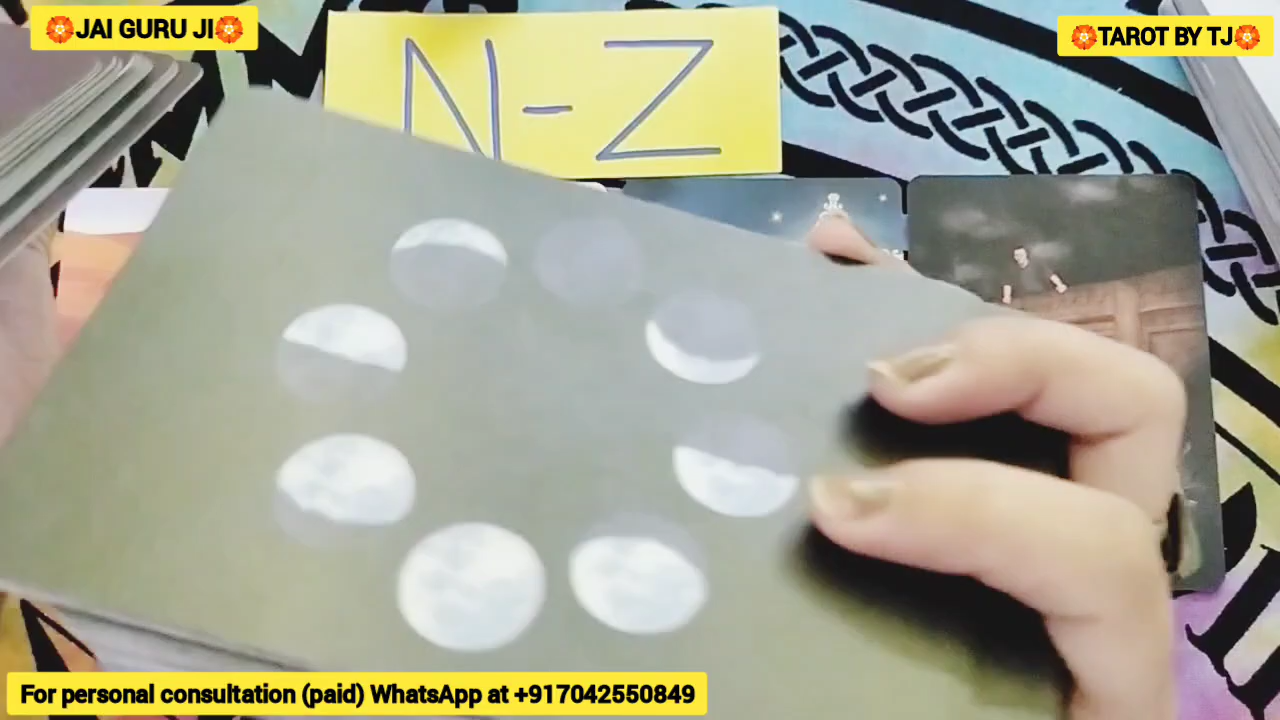 🏵️JAI GURU JI🏵️
🏵️TAROT BY TJ🏵️
N-Z
For personal consultation (paid) WhatsApp at +917042550849